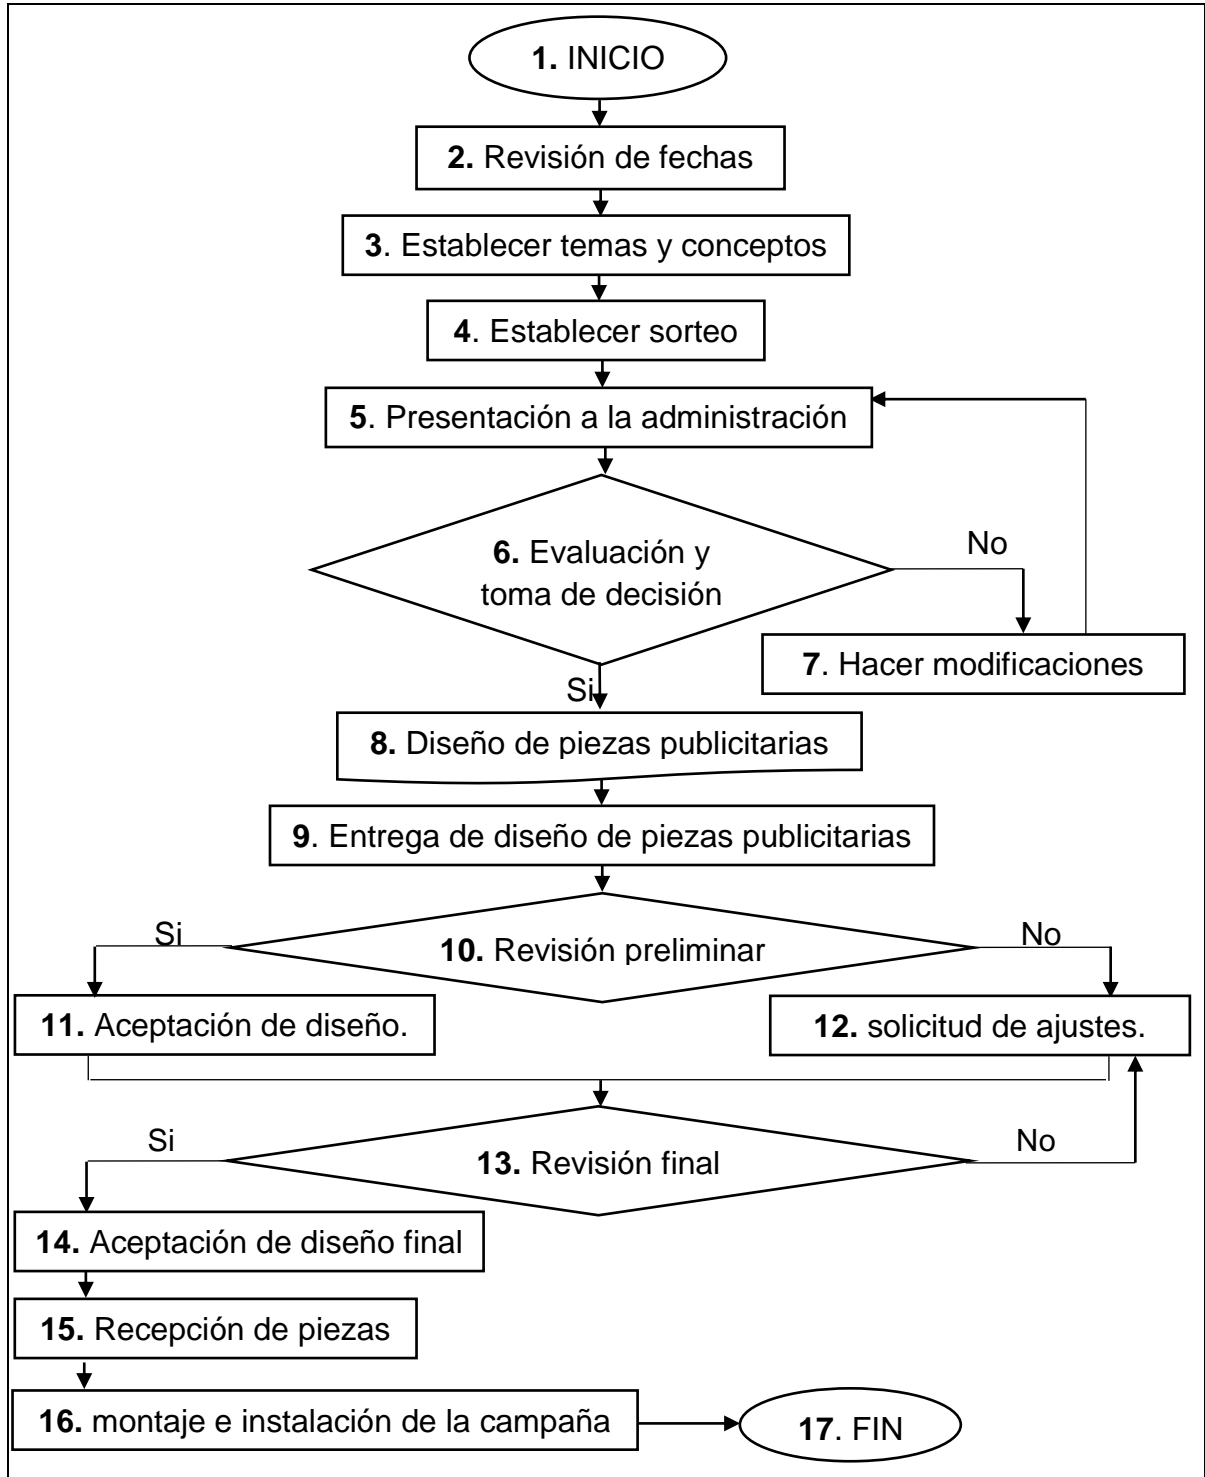 1. INICIO
2. Revisión de fechas
3. Establecer temas y conceptos
4. Establecer sorteo
5. Presentación a la administración
6. Evaluación y
toma de decisión
No
7. Hacer modificaciones
Si
8. Diseño de piezas publicitarias
9. Entrega de diseño de piezas publicitarias
Si
10. Revisión preliminar
No
11. Aceptación de diseño.
12. solicitud de ajustes.
Si
13. Revisión final
No
14. Aceptación de diseño final
15. Recepción de piezas
16. montaje e instalación de la campaña
17. FIN